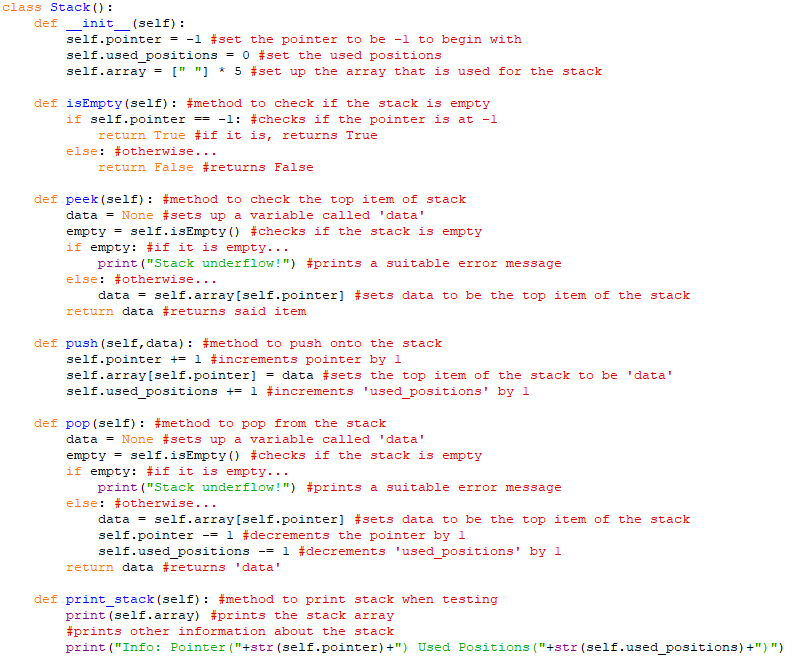 class Stack():
    def __init__(self):
        self.pointer = -1 #set the pointer to be -1 to begin with
        self.used_positions = 0 #set the used positions
        self.array = [" "] * 5 #set up the array that is used for the stack

    def isEmpty(self): #method to check if the stack is empty
        if self.pointer == -1: #checks if the pointer is at -1
            return True #if it is, returns True
        else: #otherwise...
            return False #returns False

    def peek(self): #method to check the top item of stack
        data = None #sets up a variable called 'data'
        empty = self.isEmpty() #checks if the stack is empty
        if empty: #if it is empty...
            print("Stack underflow!") #prints a suitable error message
        else: #otherwise...
            data = self.array[self.pointer] #sets data to be the top item of the stack
        return data #returns said item

    def push(self,data): #method to push onto the stack
        self.pointer += 1 #increments pointer by 1
        self.array[self.pointer] = data #sets the top item of the stack to be 'data'
        self.used_positions += 1 #increments 'used_positions' by 1

    def pop(self): #method to pop from the stack
        data = None #sets up a variable called 'data'
        empty = self.isEmpty() #checks if the stack is empty
        if empty: #if it is empty...
            print("Stack underflow!") #prints a suitable error message
        else: #otherwise...
            data = self.array[self.pointer] #sets data to be the top item of the stack
            self.pointer -= 1 #decrements the pointer by 1
            self.used_positions -= 1 #decrements 'used_positions' by 1
        return data #returns 'data'

    def print_stack(self): #method to print stack when testing
        print(self.array) #prints the stack array
        #prints other information about the stack
        print("Info: Pointer("+str(self.pointer)+") Used Positions("+str(self.used_positions)+")")